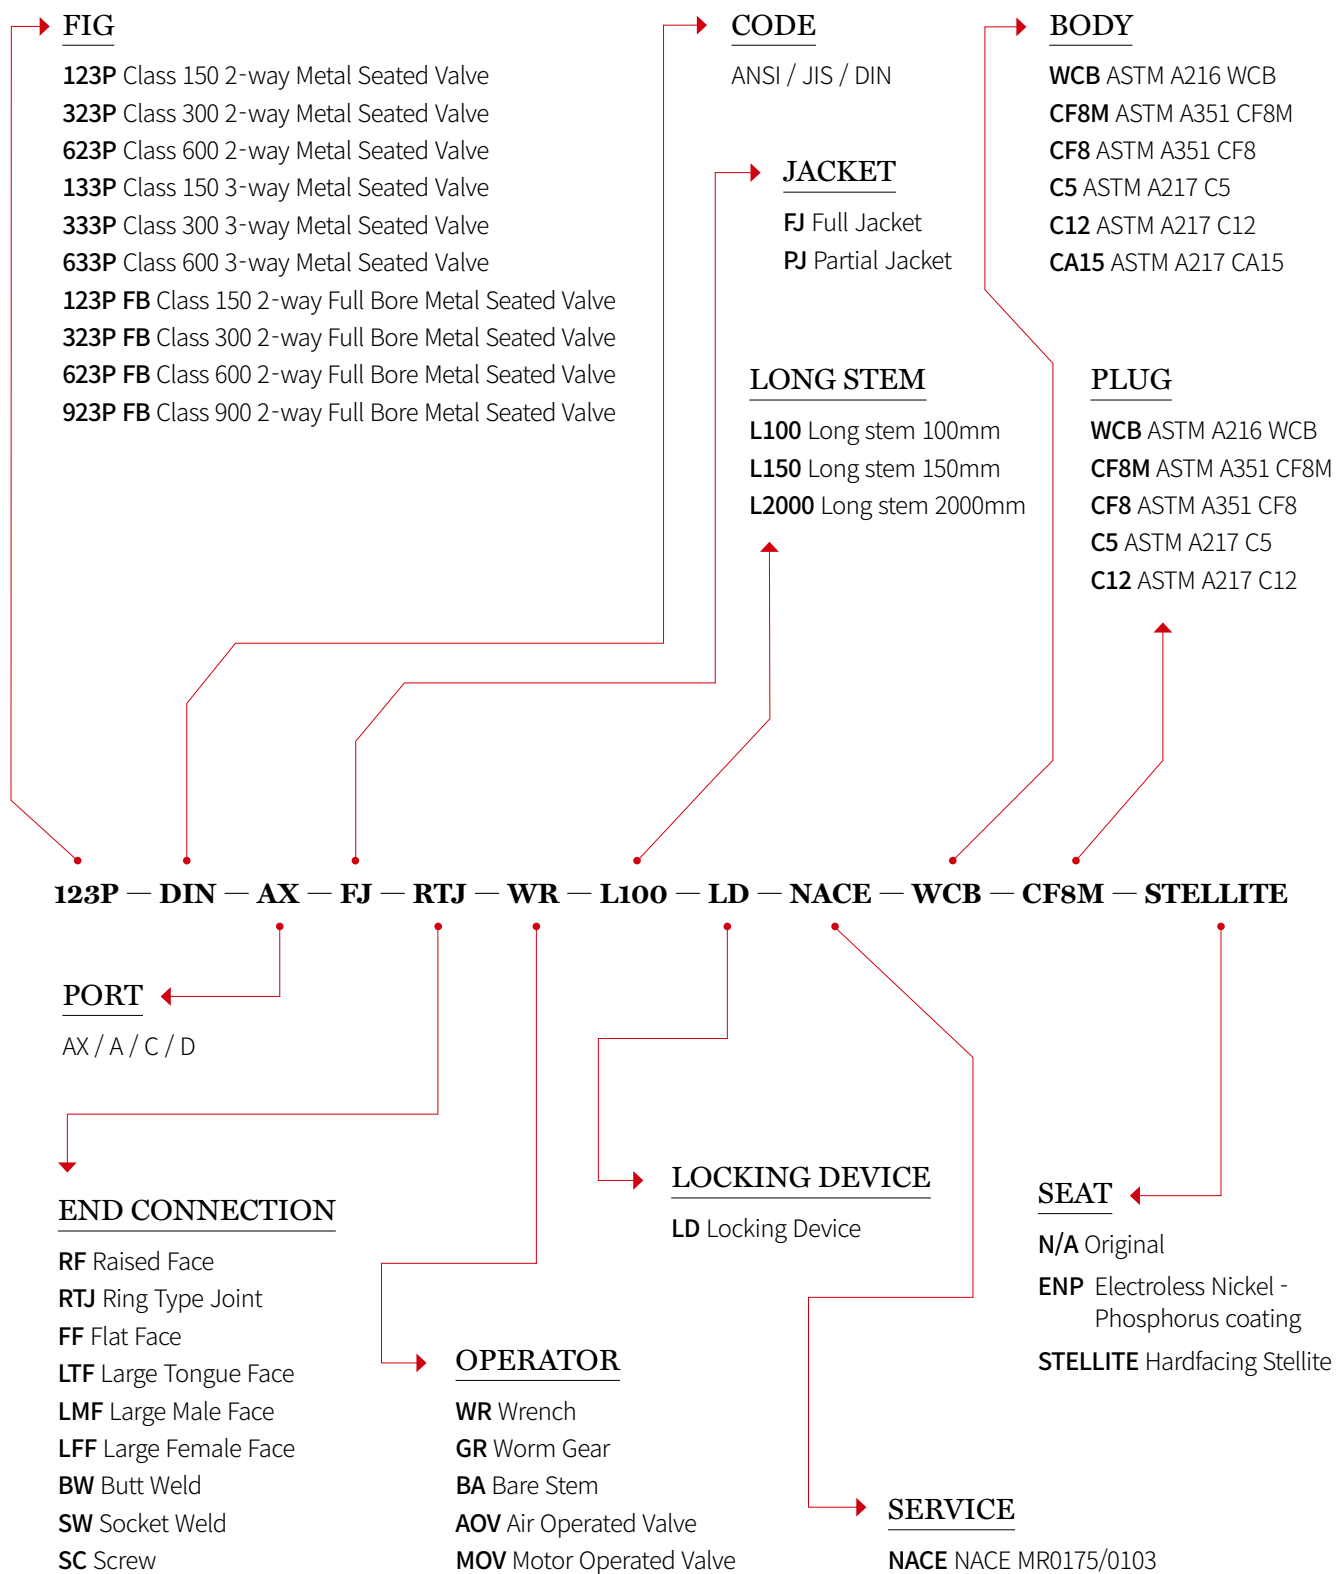 FIG
123P Class 150 2-way Metal Seated Valve
323P Class 300 2-way Metal Seated Valve
623P Class 600 2-way Metal Seated Valve
133P Class 150 3-way Metal Seated Valve
333P Class 300 3-way Metal Seated Valve
633P Class 600 3-way Metal Seated Valve
123P FB Class 150 2-way Full Bore Metal Seated Valve
323P FB Class 300 2-way Full Bore Metal Seated Valve
623P FB Class 600 2-way Full Bore Metal Seated Valve
923P FB Class 900 2-way Full Bore Metal Seated Valve
CODE
ANSI / JIS / DIN
JACKET
FJ Full Jacket
PJ Partial Jacket
LONG STEM
L100 Long stem 100mm
L150 Long stem 150mm
L2000 Long stem 2000mm
BODY
WCB ASTM A216 WCB
CF8M ASTM A351 CF8M
CF8 ASTM A351 CF8
C5 ASTM A217 C5
C12 ASTM A217 C12
CA15 ASTM A217 CA15
PLUG
WCB ASTM A216 WCB
CF8M ASTM A351 CF8M
CF8 ASTM A351 CF8
C5 ASTM A217 C5
C12 ASTM A217 C12
123P — DIN — AX — FJ — RTJ — WR — L100 — LD — NACE — WCB — CF8M — STELLITE
PORT
AX / A / C / D
END CONNECTION
RF Raised Face
RTJ Ring Type Joint
FF Flat Face
LTF Large Tongue Face
LMF Large Male Face
LFF Large Female Face
BW Butt Weld
SW Socket Weld
SC Screw
OPERATOR
WR Wrench
GR Worm Gear
BA Bare Stem
AOV Air Operated Valve
MOV Motor Operated Valve
LOCKING DEVICE
LD Locking Device
SERVICE
NACE NACE MR0175/0103
SEAT
N/A Original
ENP Electroless Nickel -
Phosphorus coating
STELLITE Hardfacing Stellite